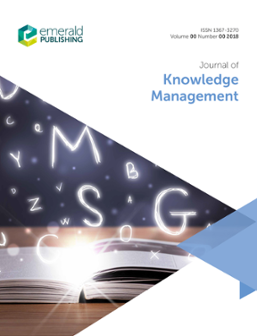 emerald
PUBLISHING
ISSN 1367-3270
Volume 00 Number 00 2018
Journal of
Knowledge
Management
M
Y
B
Z
S
G
C